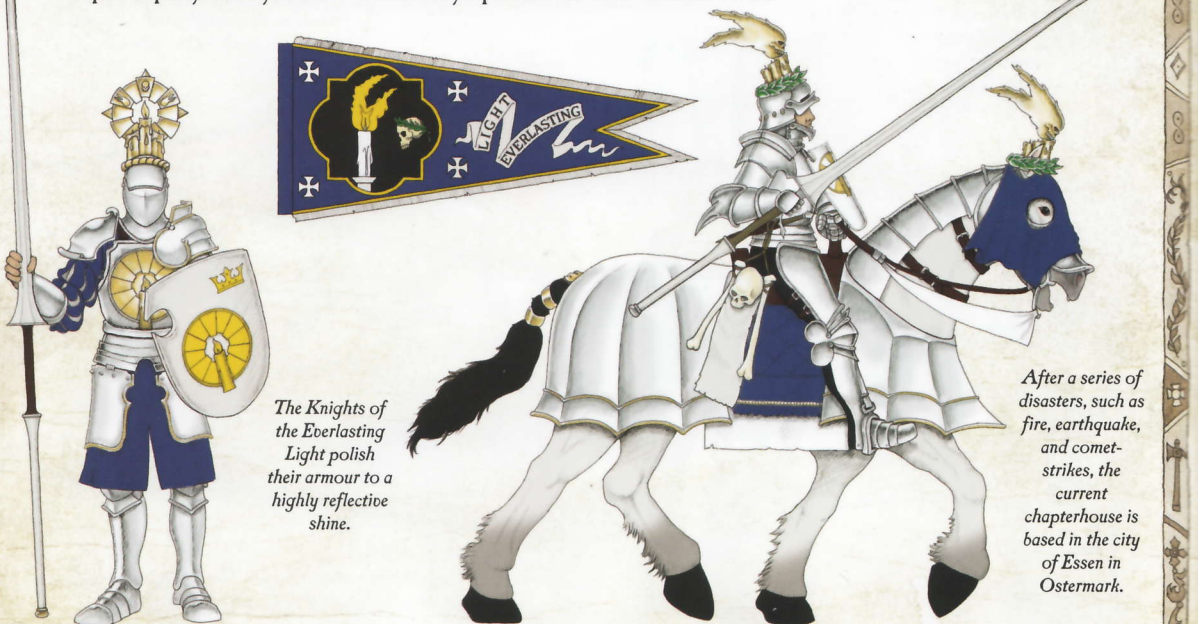 LIGHT
EVERLASTING
The Knights of
the Everlasting
Light polish
their armour to a
highly reflective
shine.
After a series of
disasters, such as
fire, earthquake,
and comet-
strikes, the
current
chapterhouse is
based in the city
of Essen in
Ostermark.